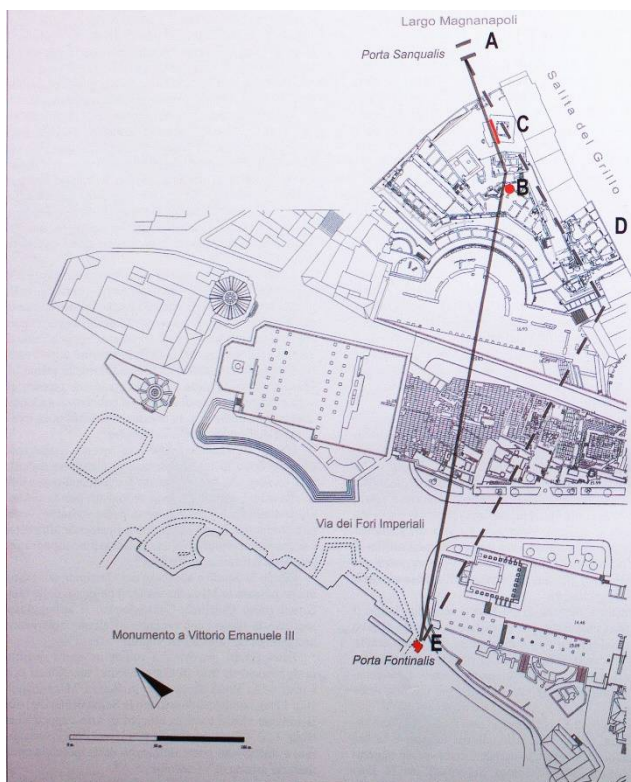 Largo Magnanapoli
A
Porta Sanqualis
Salita del Grillo
C
B
D
Via dei Fori Imperiali
E
Monumento a Vittorio Emanuele III
Porta Fontinalis